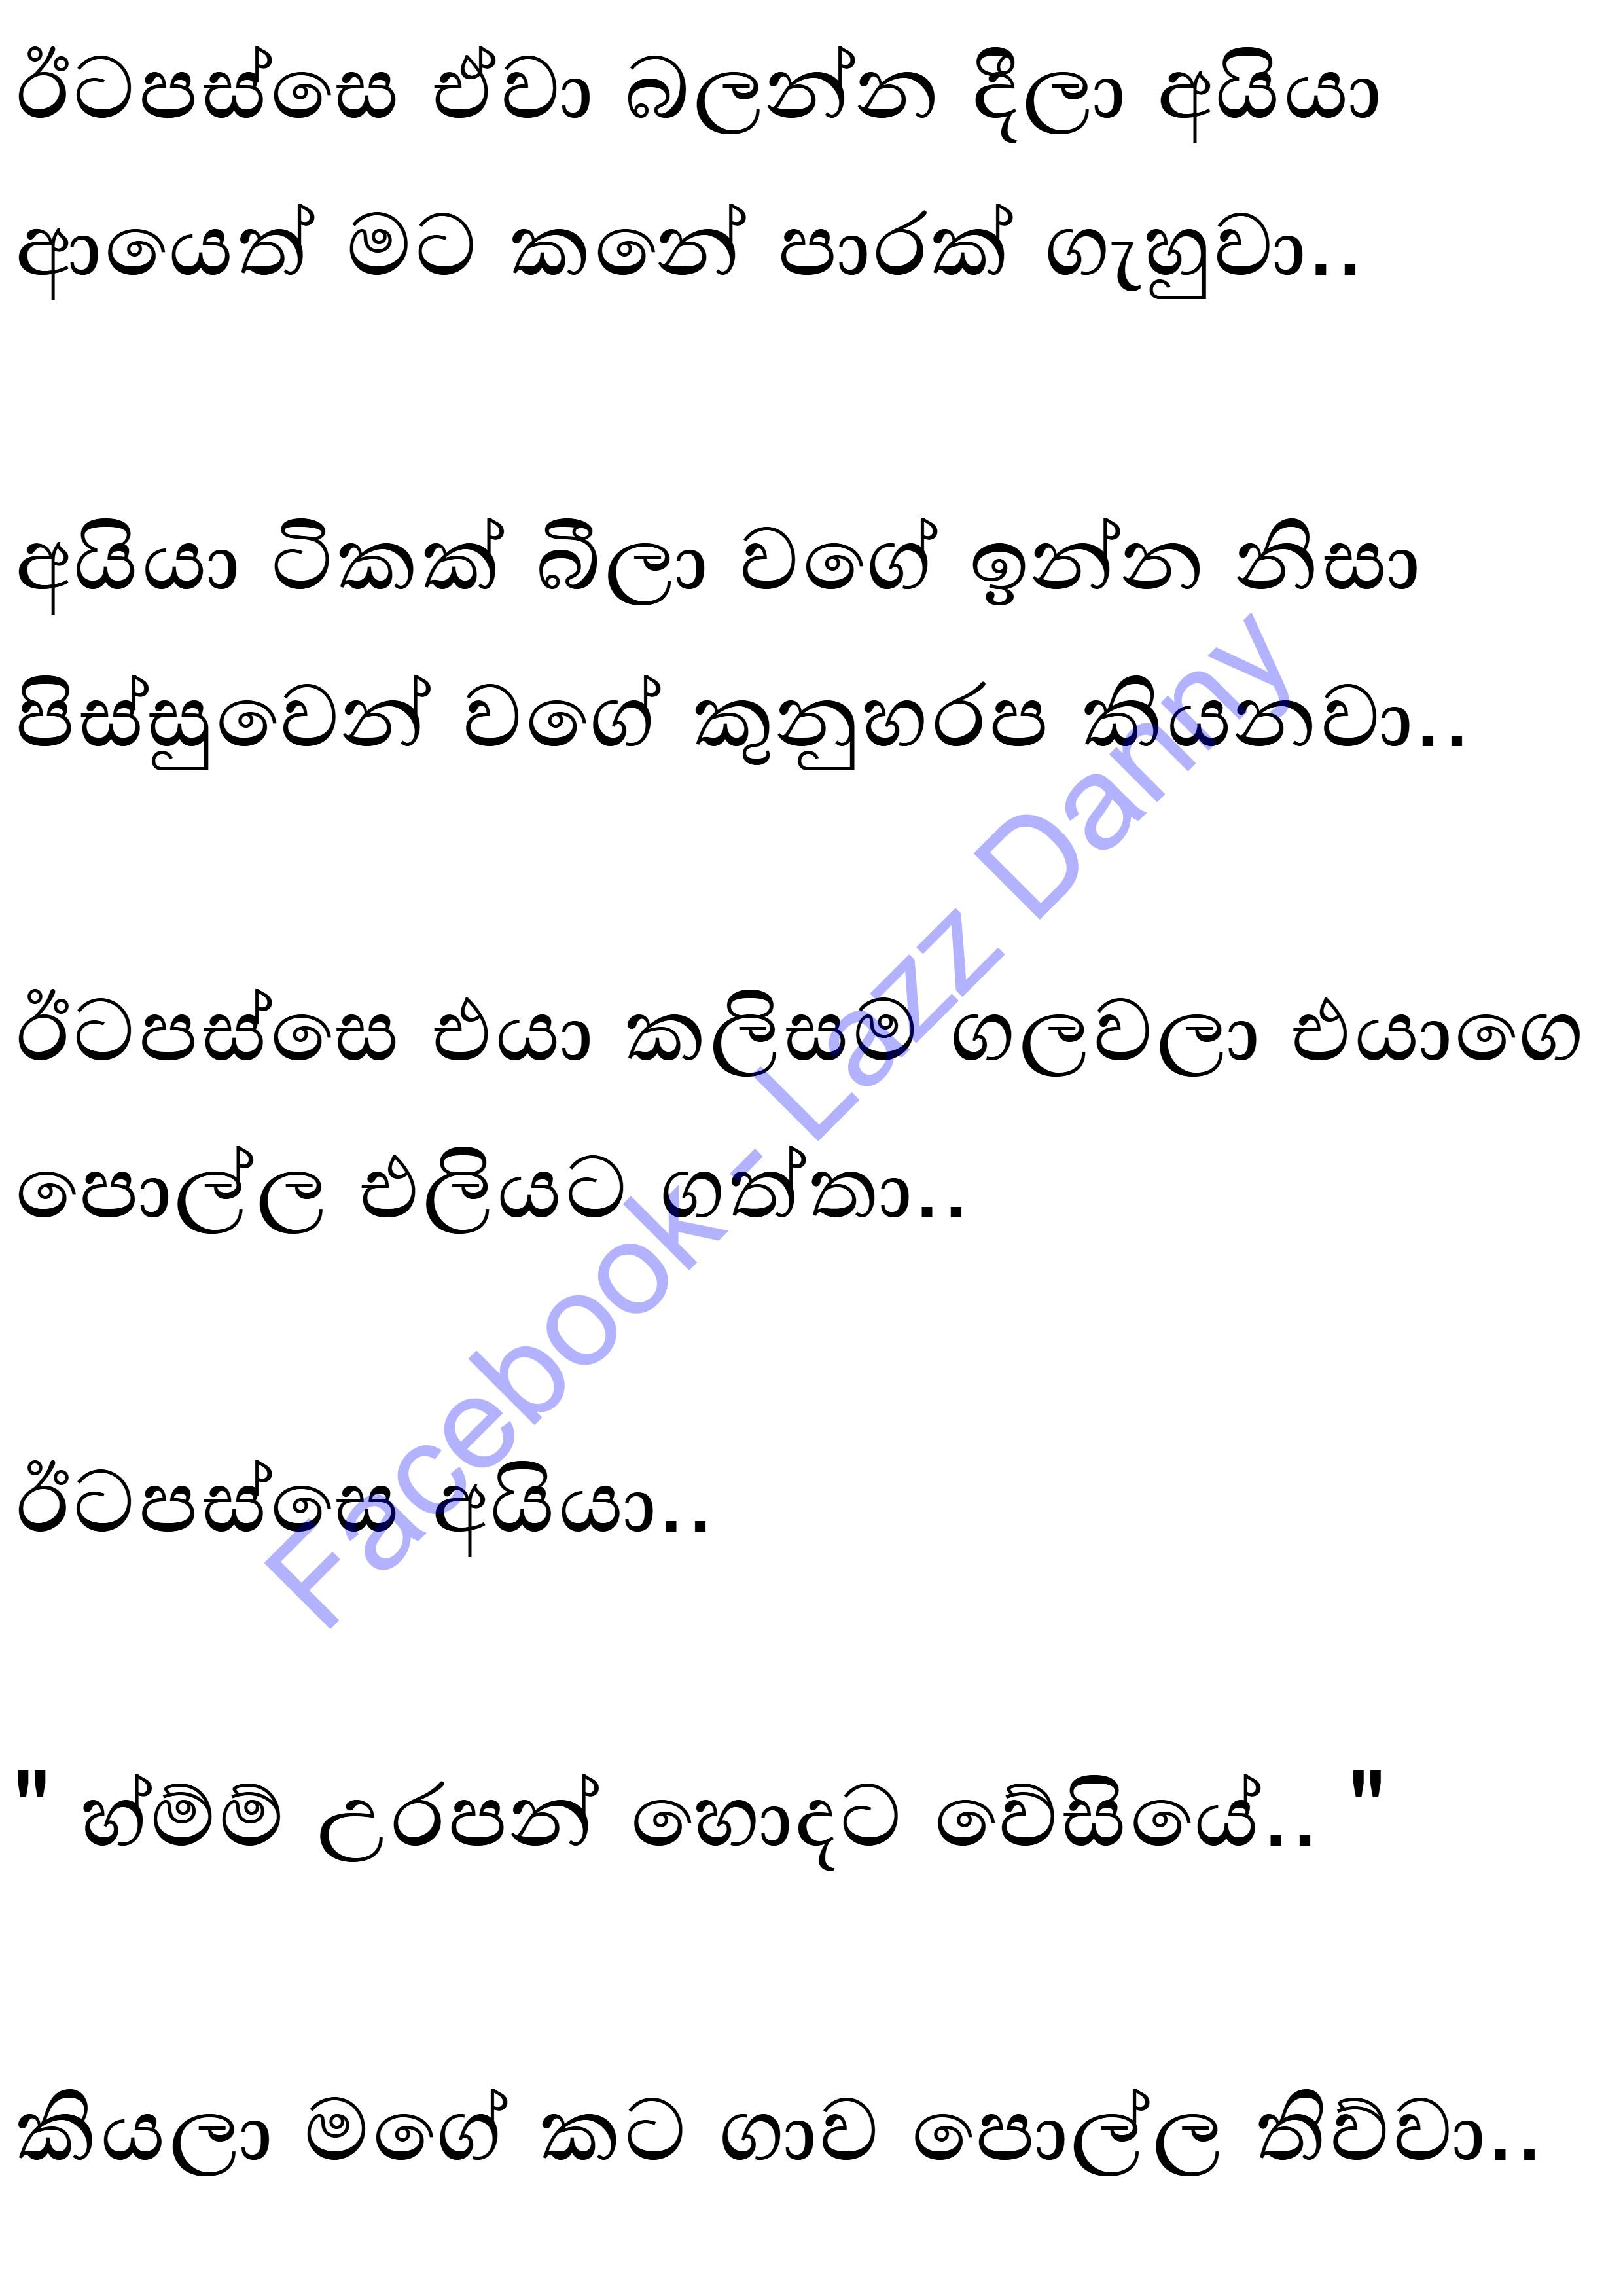 ඊටපස්සෙ ඒවා බලන්න දීලා අයියා
ආයෙත් මට කනේ පාරක් ගැහුවා..
අයියා ටිකක් බීලා වගේ ඉන්න නිසා
පිස්සුවෙන් වගේ කුනුහරප කියනවා..
ඊටපස්සෙ එයා කලිසම ගලවලා එයාගෙ
පොල්ල එලියට ගත්තා..
ඊටපස්සෙ අයියා..
" හ්ම්ම් උරපන් හොදට වේසියේ.. "
කියලා මගේ කට ගාව පොල්ල තිව්වා..
Facebook - Lazz Danny